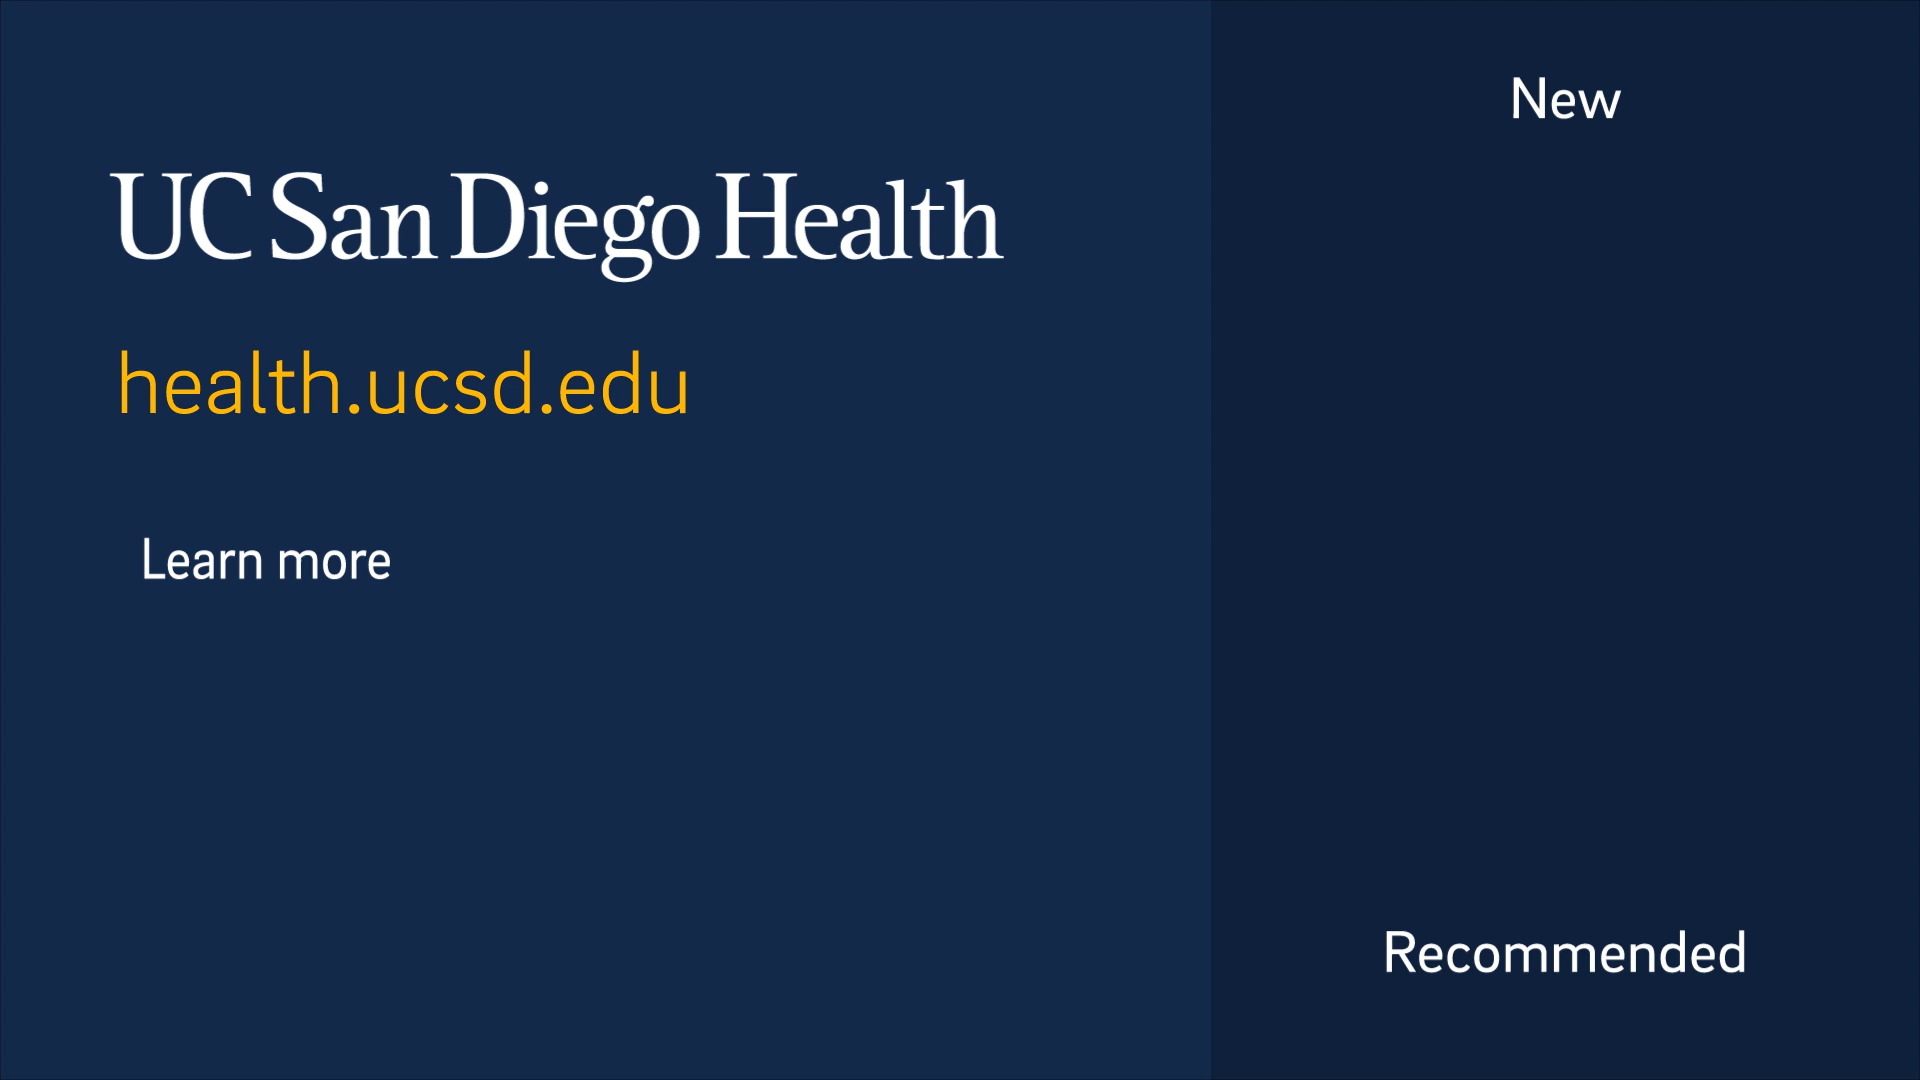 UC San Diego Health
health.ucsd.edu
Learn more
New
Recommended